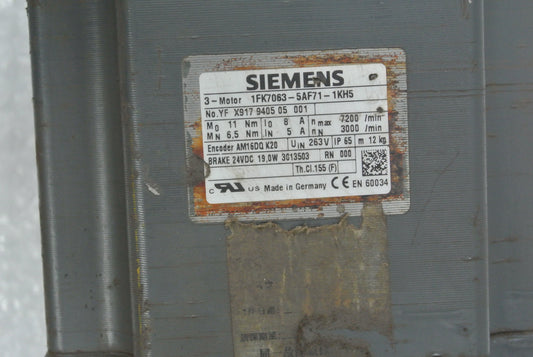 SIEMENS
3-Motor 1FK7063-5AF71-1KH5
No.YF X917 9405 05 001
M0 11 Nm I0 8 A nmax 7200 /min
MN 6,5 Nm IN 5 A nN 3000 /min
Encoder AM16DQ K20 UIN 263V IP 65 m 12 kg
BRAKE 24VDC 19,0W 3013503 RN 000
Th.Cl.155 (F)
c RU US Made in Germany CE EN 60034